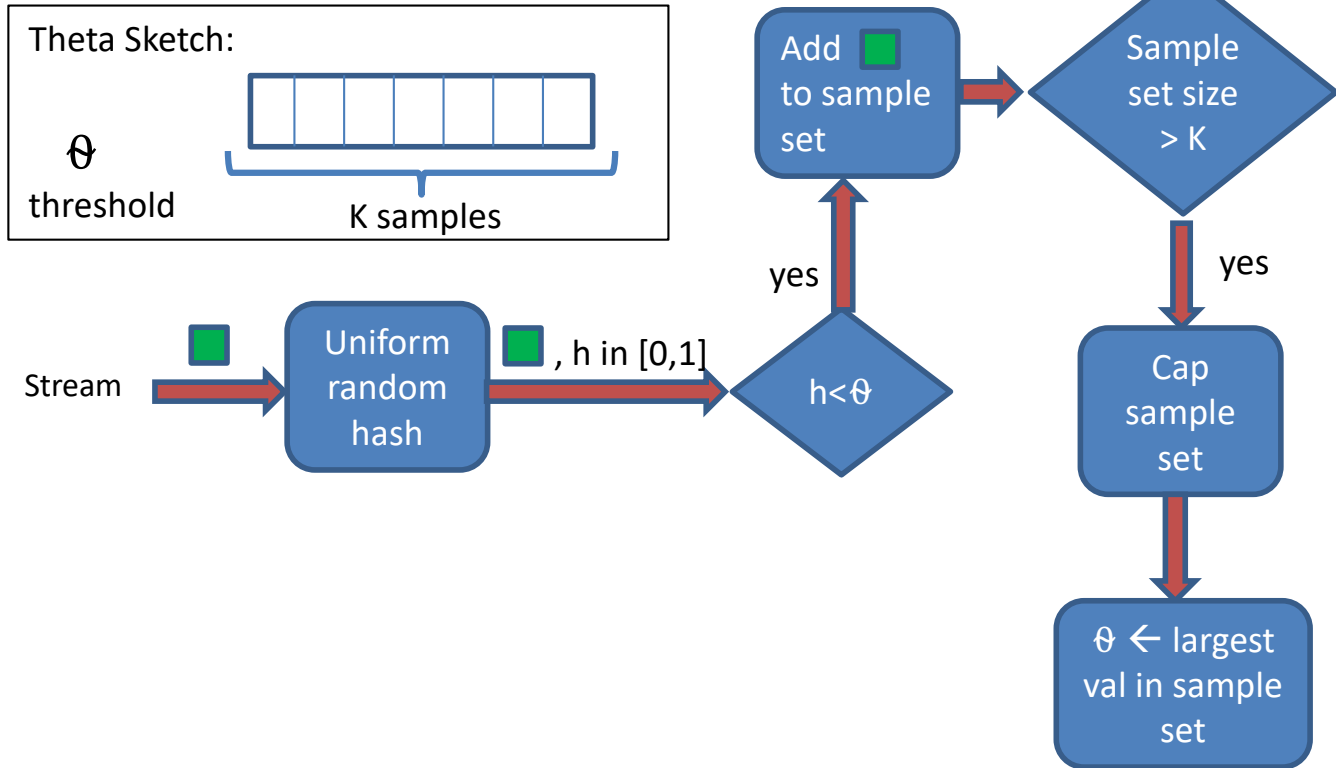 Theta Sketch:
ϑ
threshold
K samples
Stream
Uniform
random
hash
, h in [0,1]
h<ϑ
yes
Add
to sample
set
Sample
set size
> K
yes
Cap
sample
set
ϑ ← largest
val in sample
set